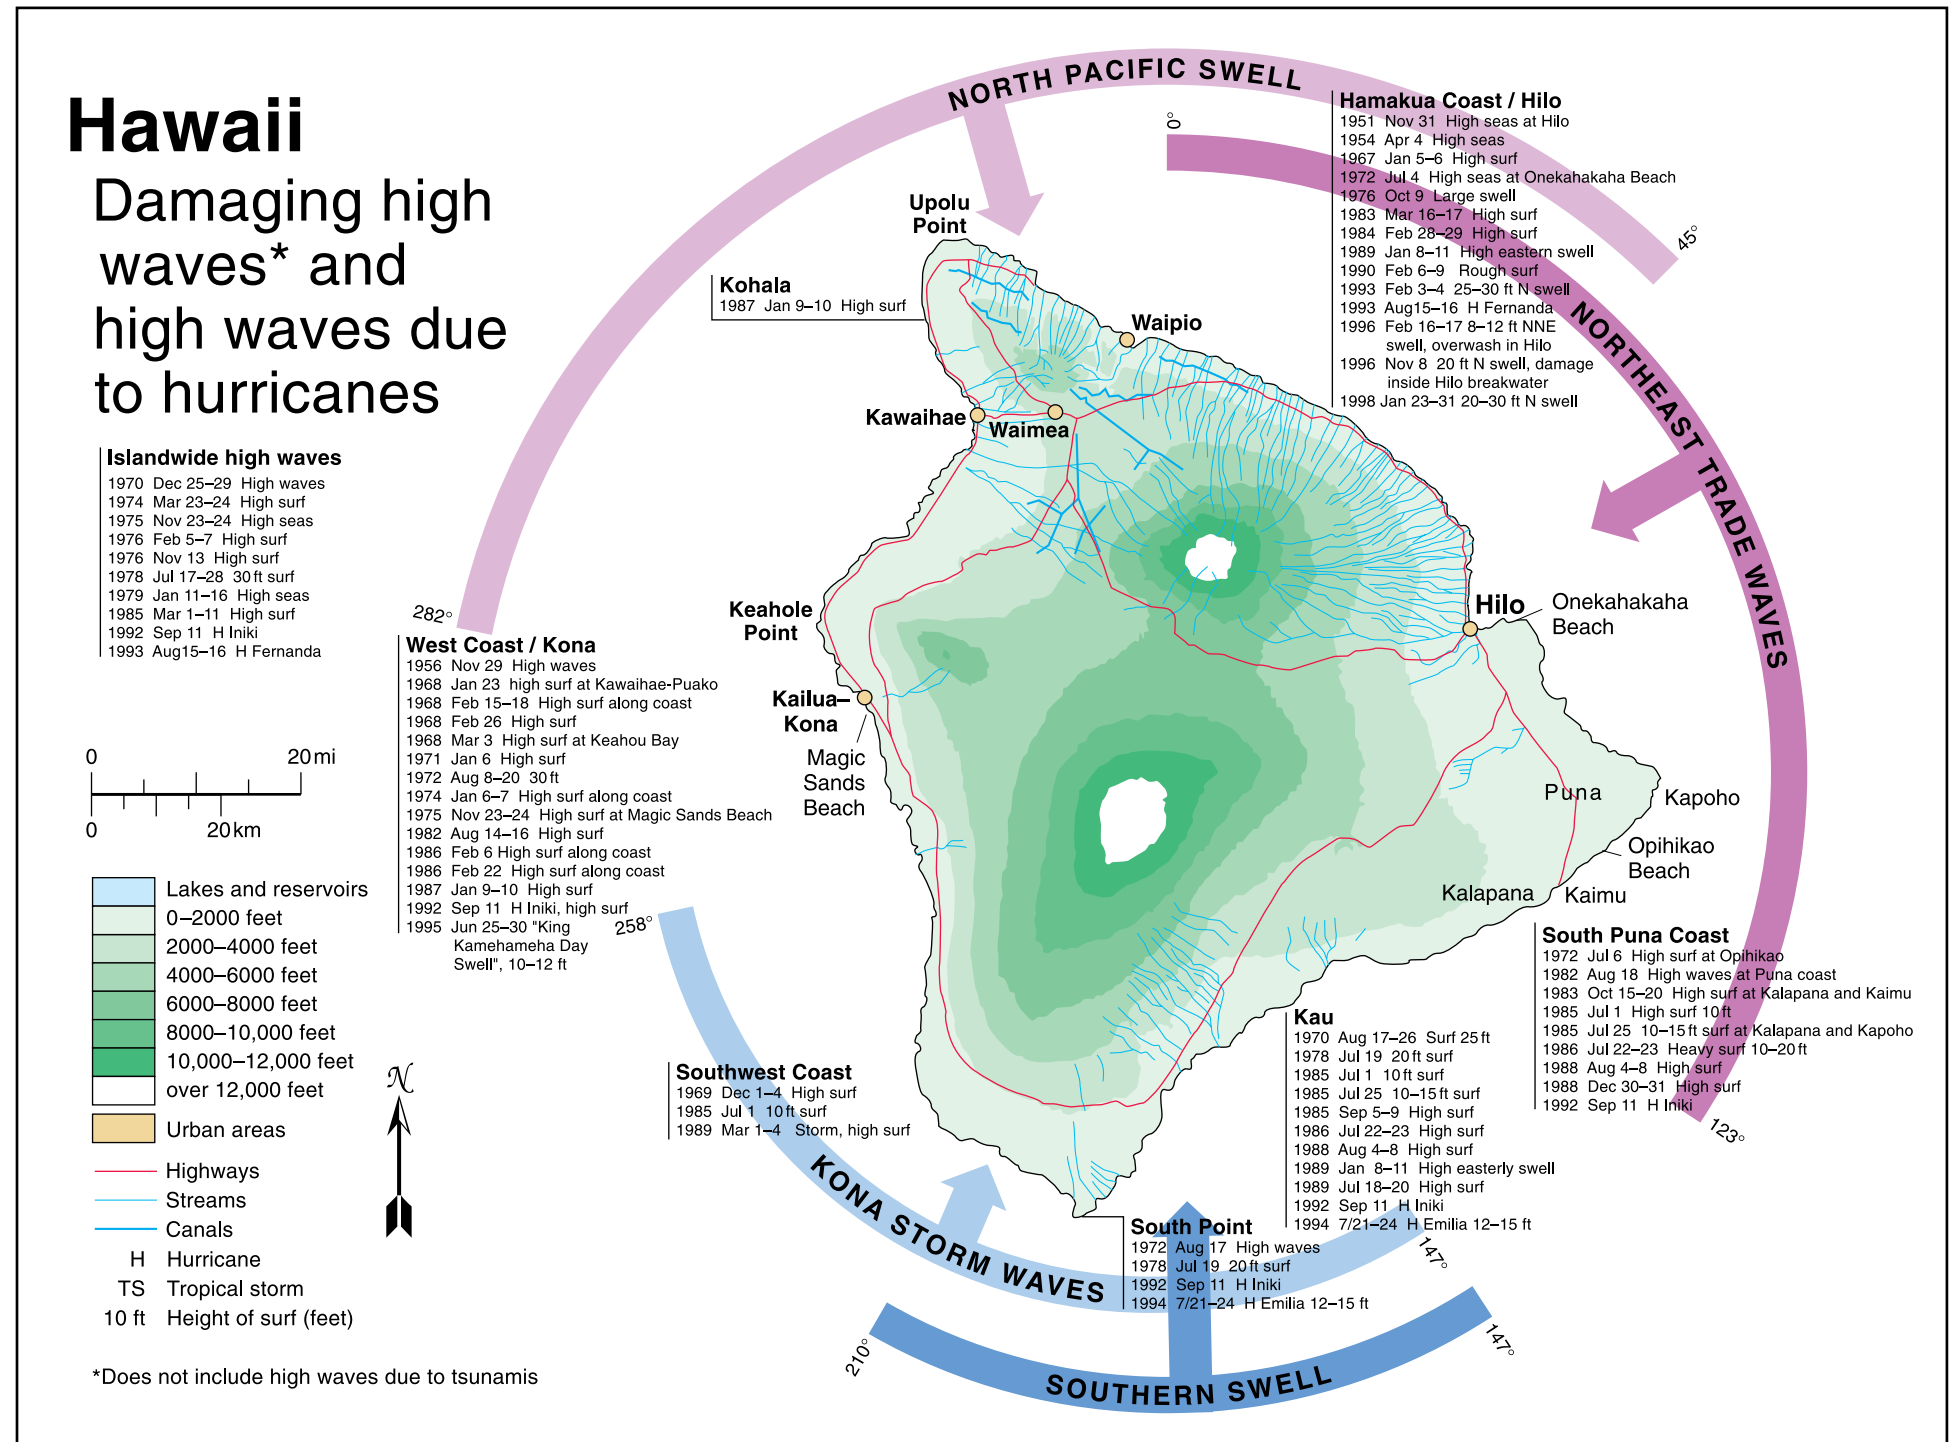 Hawaii
Damaging high
waves* and
high waves due
to hurricanes
Islandwide high waves
1970 Dec 25–29 High waves
1974 Mar 23–24 High surf
1975 Nov 23–24 High seas
1976 Feb 5–7 High surf
1976 Nov 13 High surf
1978 Jul 17–28 30 ft surf
1979 Jan 11–16 High seas
1985 Mar 1–11 High surf
1992 Sep 11 H Iniki
1993 Aug15–16 H Fernanda
0 20 mi
0 20 km
Lakes and reservoirs
0–2000 feet
2000–4000 feet
4000–6000 feet
6000–8000 feet
8000–10,000 feet
10,000–12,000 feet
over 12,000 feet
Urban areas
Highways
Streams
Canals
H Hurricane
TS Tropical storm
10 ft Height of surf (feet)
*Does not include high waves due to tsunamis
N
NORTH PACIFIC SWELL
282°
45°
NORTHEAST TRADE WAVES
0°
123°
KONA STORM WAVES
258°
147°
SOUTHERN SWELL
210°
147°
Hamakua Coast / Hilo
1951 Nov 31 High seas at Hilo
1954 Apr 4 High seas
1967 Jan 5–6 High surf
1972 Jul 4 High seas at Onekahakaha Beach
1976 Oct 9 Large swell
1983 Mar 16–17 High surf
1984 Feb 28–29 High surf
1989 Jan 8–11 High eastern swell
1990 Feb 6–9 Rough surf
1993 Feb 3–4 25–30 ft N swell
1993 Aug15–16 H Fernanda
1996 Feb 16–17 8–12 ft NNE
swell, overwash in Hilo
1996 Nov 8 20 ft N swell, damage
inside Hilo breakwater
1998 Jan 23–31 20–30 ft N swell
Kohala
1987 Jan 9–10 High surf
Upolu
Point
Waipio
Kawaihae
Waimea
Keahole
Point
Kailua–
Kona
Magic
Sands
Beach
Hilo
Onekahakaha
Beach
Puna
Kapoho
Opihikao
Beach
Kalapana
Kaimu
West Coast / Kona
1956 Nov 29 High waves
1968 Jan 23 high surf at Kawaihae-Puako
1968 Feb 15–18 High surf along coast
1968 Feb 26 High surf
1968 Mar 3 High surf at Keahou Bay
1971 Jan 6 High surf
1972 Aug 8–20 30 ft
1974 Jan 6–7 High surf along coast
1975 Nov 23–24 High surf at Magic Sands Beach
1982 Aug 14–16 High surf
1986 Feb 6 High surf along coast
1986 Feb 22 High surf along coast
1987 Jan 9–10 High surf
1992 Sep 11 H Iniki, high surf
1995 Jun 25–30 "King
Kamehameha Day
Swell", 10–12 ft
South Puna Coast
1972 Jul 6 High surf at Opihikao
1982 Aug 18 High waves at Puna coast
1983 Oct 15–20 High surf at Kalapana and Kaimu
1985 Jul 1 High surf 10 ft
1985 Jul 25 10–15 ft surf at Kalapana and Kapoho
1986 Jul 22–23 Heavy surf 10–20 ft
1988 Aug 4–8 High surf
1988 Dec 30–31 High surf
1992 Sep 11 H Iniki
Kau
1970 Aug 17–26 Surf 25 ft
1978 Jul 19 20 ft surf
1985 Jul 1 10 ft surf
1985 Jul 25 10–15 ft surf
1985 Sep 5–9 High surf
1986 Jul 22–23 High surf
1988 Aug 4–8 High surf
1989 Jan 8–11 High easterly swell
1989 Jul 18–20 High surf
1992 Sep 11 H Iniki
1994 7/21–24 H Emilia 12–15 ft
Southwest Coast
1969 Dec 1–4 High surf
1985 Jul 1 10 ft surf
1989 Mar 1–4 Storm, high surf
South Point
1972 Aug 17 High waves
1978 Jul 19 20 ft surf
1992 Sep 11 H Iniki
1994 7/21–24 H Emilia 12–15 ft